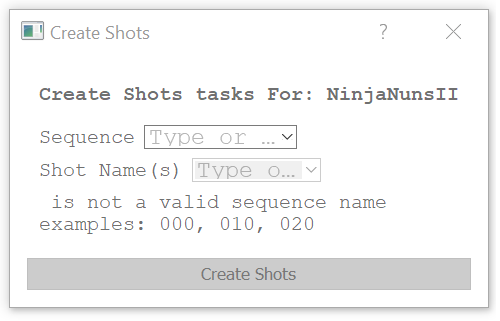 Create Shots ?
Create Shots tasks For: NinjaNunsII
Sequence Type or ...
Shot Name(s) Type o...
is not a valid sequence name
examples: 000, 010, 020
Create Shots